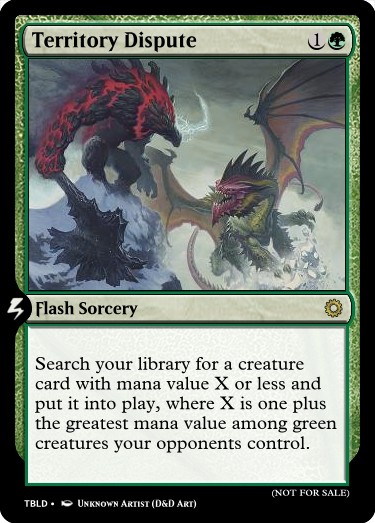 Territory Dispute
1
Flash Sorcery
Search your library for a creature
card with mana value X or less and
put it into play, where X is one plus
the greatest mana value among green
creatures your opponents control.
(NOT FOR SALE)
TBLD • Unknown Artist (D&D Art)